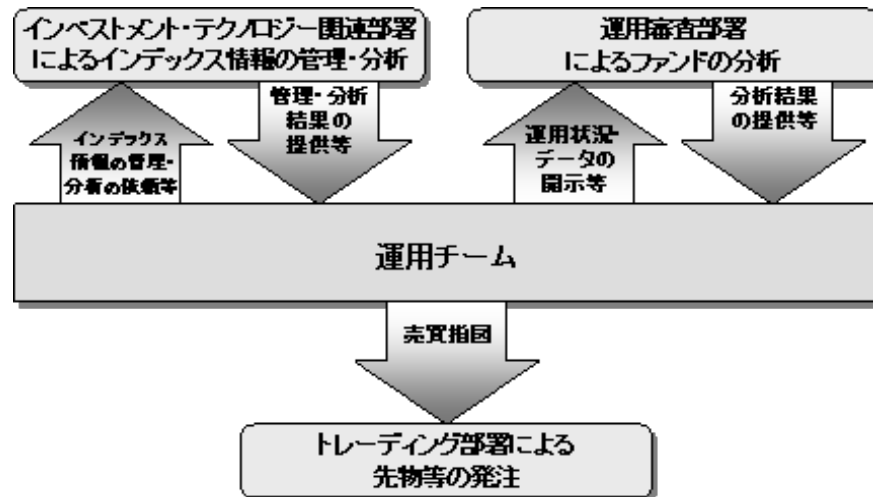 インベストメント・テクノロジー関連部署
によるインデックス情報の管理・分析
運用審査部署
によるファンドの分析
インデックス
情報の管理・
分析の依頼等
管理・分析
結果の
提供等
運用状況・
データの
開示等
分析結果
の提供等
運用チーム
売買指図
トレーディング部署による
先物等の発注